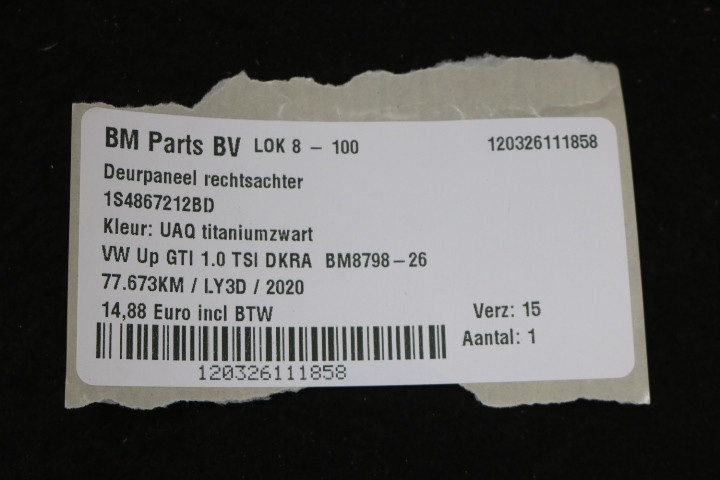 BM Parts BV LOK 8 - 100 120326111858
Deurpaneel rechtsachter
1S4867212BD
Kleur: UAQ titaniumzwart
VW Up GTI 1.0 TSI DKRA BM8798-26
77.673KM / LY3D / 2020
14,88 Euro incl BTW Verz: 15
Aantal: 1
120326111858